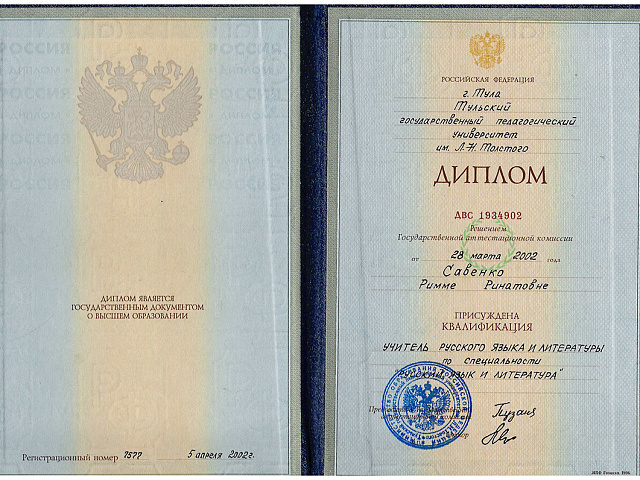 ДИПЛОМ ЯВЛЯЕТСЯ
ГОСУДАРСТВЕННЫМ ДОКУМЕНТОМ
О ВЫСШЕМ ОБРАЗОВАНИИ
Регистрационный номер 7577 5 апреля 2002г.
РОССИЙСКАЯ ФЕДЕРАЦИЯ
г. Тула
Тульский
государственный педагогический
университет
им. Л.Н. Толстого
ДИПЛОМ
ДВС 1934902
Решением
Государственной аттестационной комиссии
от 28 марта 2002 года
Савенко
Римме Ринатовне
ПРИСУЖДЕНА
КВАЛИФИКАЦИЯ
УЧИТЕЛЬ РУССКОГО ЯЗЫКА И ЛИТЕРАТУРЫ
по специальности
"РУССКИЙ ЯЗЫК И ЛИТЕРАТУРА"